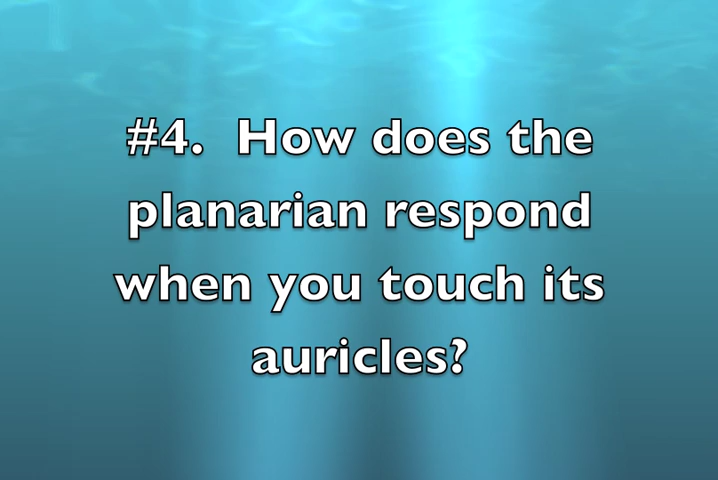 #4.  How does the
planarian respond
when you touch its
auricles?